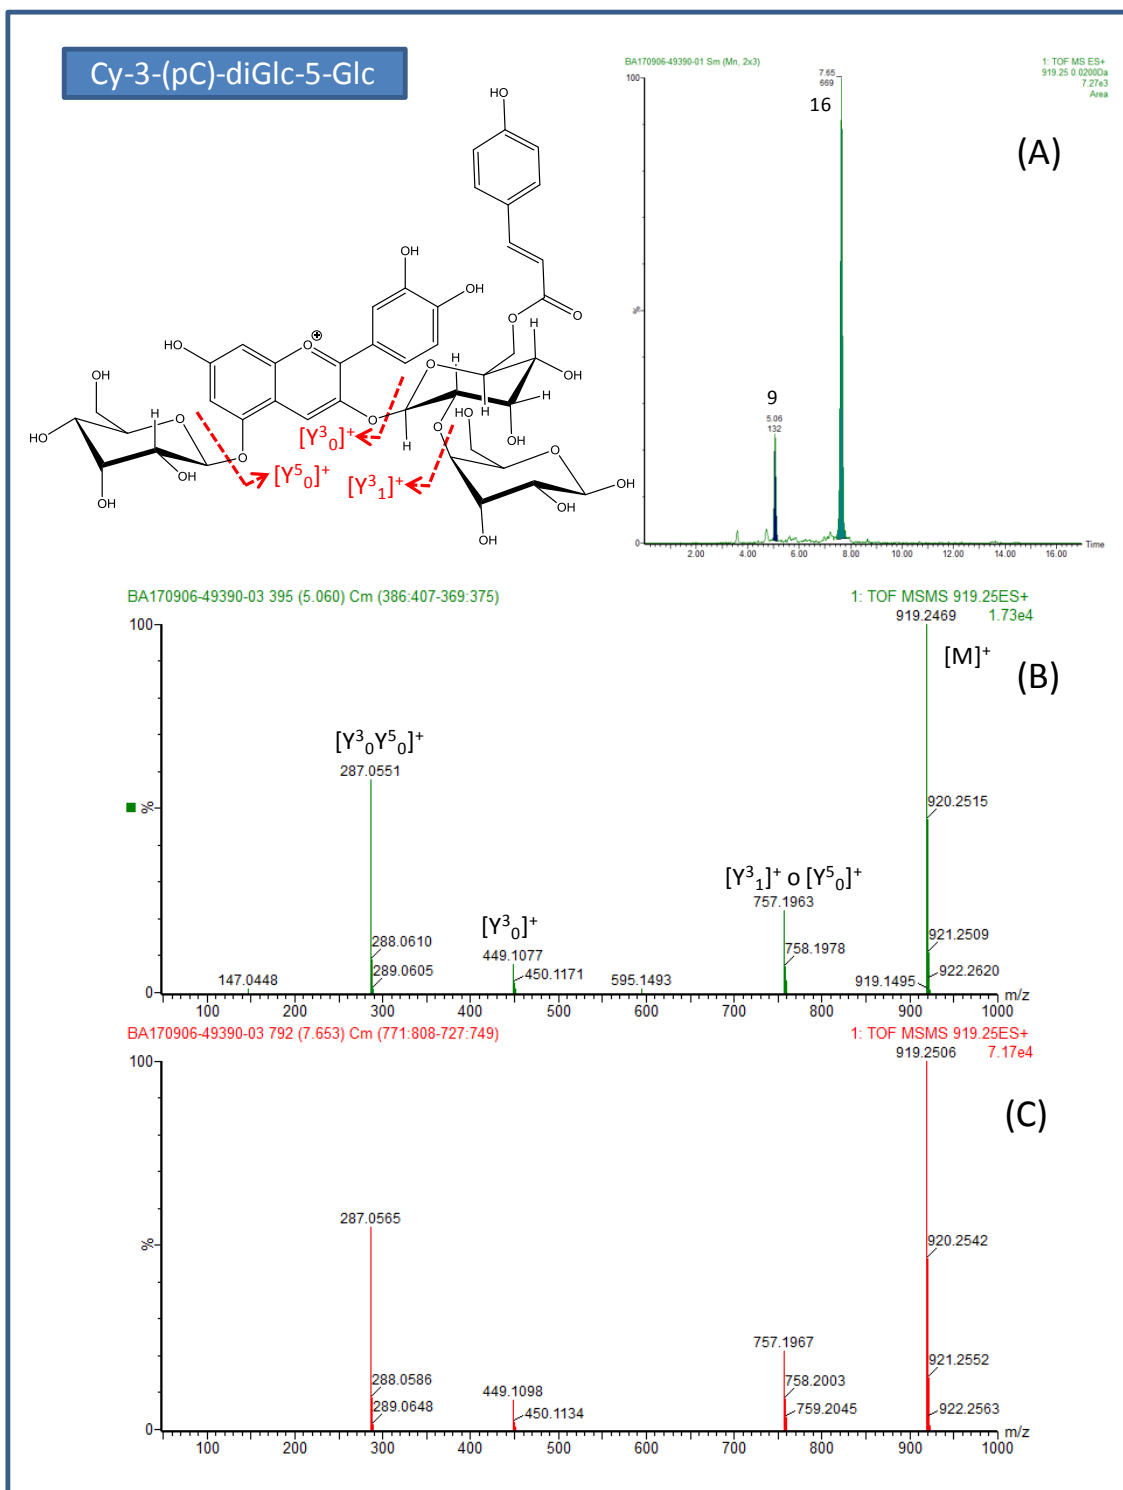 Cy-3-(pC)-diGlc-5-Glc
BA170906-49390-01 Sm (Mn, 2x3)
1: TOF MS ES+
919.25 0.0200Da
7.27e3
Area
100
7.65
669
16
(A)
%
9
5.06
132
0
2.00 4.00 6.00 8.00 10.00 12.00 14.00 16.00
Time
HO
OH
OH
HO
O
⊕
O
O
H
OH
H
O
O
H
H
OH
HO
OH
H
O
O
OH
OH
HO
O
H
O
OH
OH
OH
OH
[Y³₀]⁺
[Y⁵₀]⁺
[Y³₁]⁺
BA170906-49390-03 395 (5.060) Cm (386:407-369:375)
1: TOF MSMS 919.25ES+
1.73e4
100
919.2469
[M]⁺
(B)
[Y³₀Y⁵₀]⁺
287.0551
%
920.2515
[Y³₁]⁺ o [Y⁵₀]⁺
757.1963
[Y³₀]⁺
449.1077
288.0610
289.0605
450.1171
758.1978
921.2509
922.2620
147.0448
595.1493
919.1495
0
100 200 300 400 500 600 700 800 900 1000
m/z
BA170906-49390-03 792 (7.653) Cm (771:808-727:749)
1: TOF MSMS 919.25ES+
7.17e4
100
919.2506
(C)
287.0565
%
920.2542
757.1967
288.0586
289.0648
449.1098
450.1134
758.2003
759.2045
921.2552
922.2563
0
100 200 300 400 500 600 700 800 900 1000
m/z